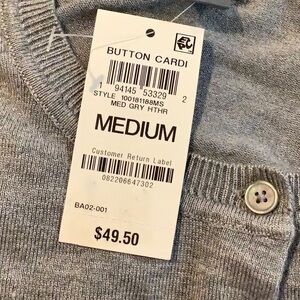 BUTTON CARDI
1 94145 53329 2
STYLE 100181188MS
MED GRY HTHR
MEDIUM
Customer Return Label
082206647302
BA02-001
$49.50